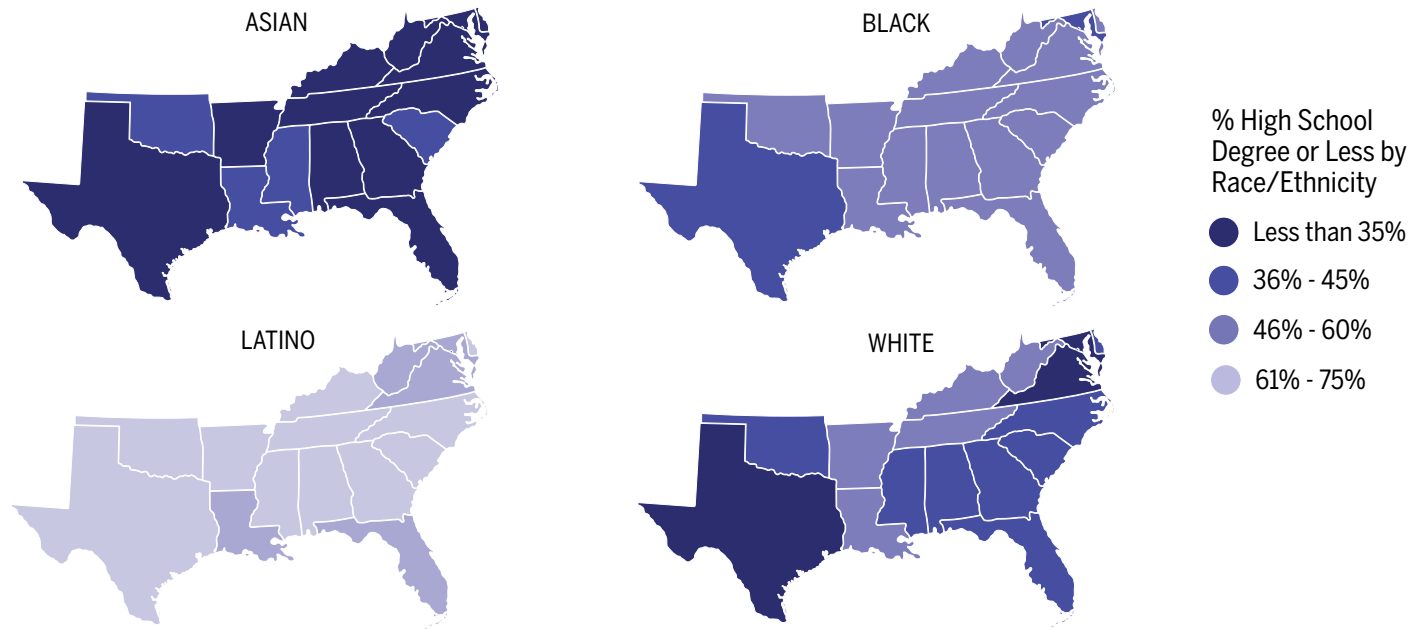 ASIAN
BLACK
LATINO
WHITE
% High School
Degree or Less by
Race/Ethnicity
Less than 35%
36% - 45%
46% - 60%
61% - 75%